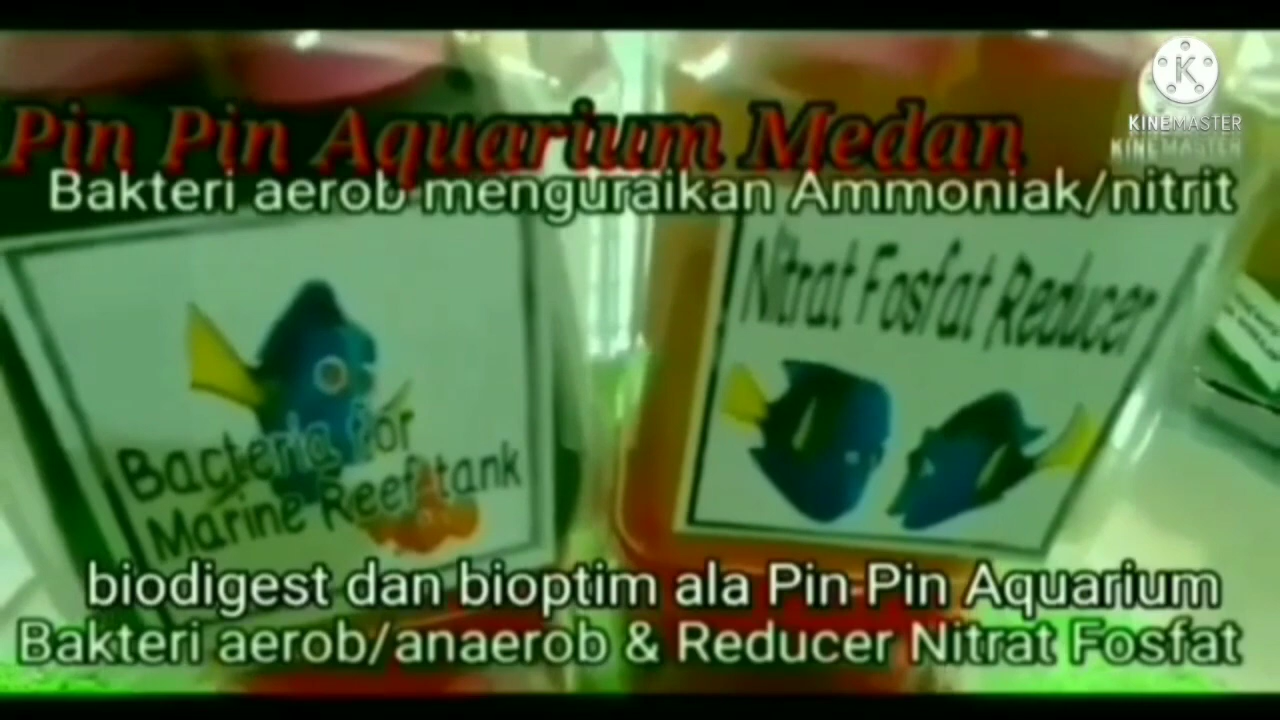 KINEMASTER
KINEMASTER
Pin Pin Aquarium Medan
Bakteri aerob menguraikan Ammoniak/nitrit
Nitrat Fosfat Reducer
Bacteria for
Marine Reef tank
biodigest dan bioptim ala Pin Pin Aquarium
Bakteri aerob/anaerob & Reducer Nitrat Fosfat